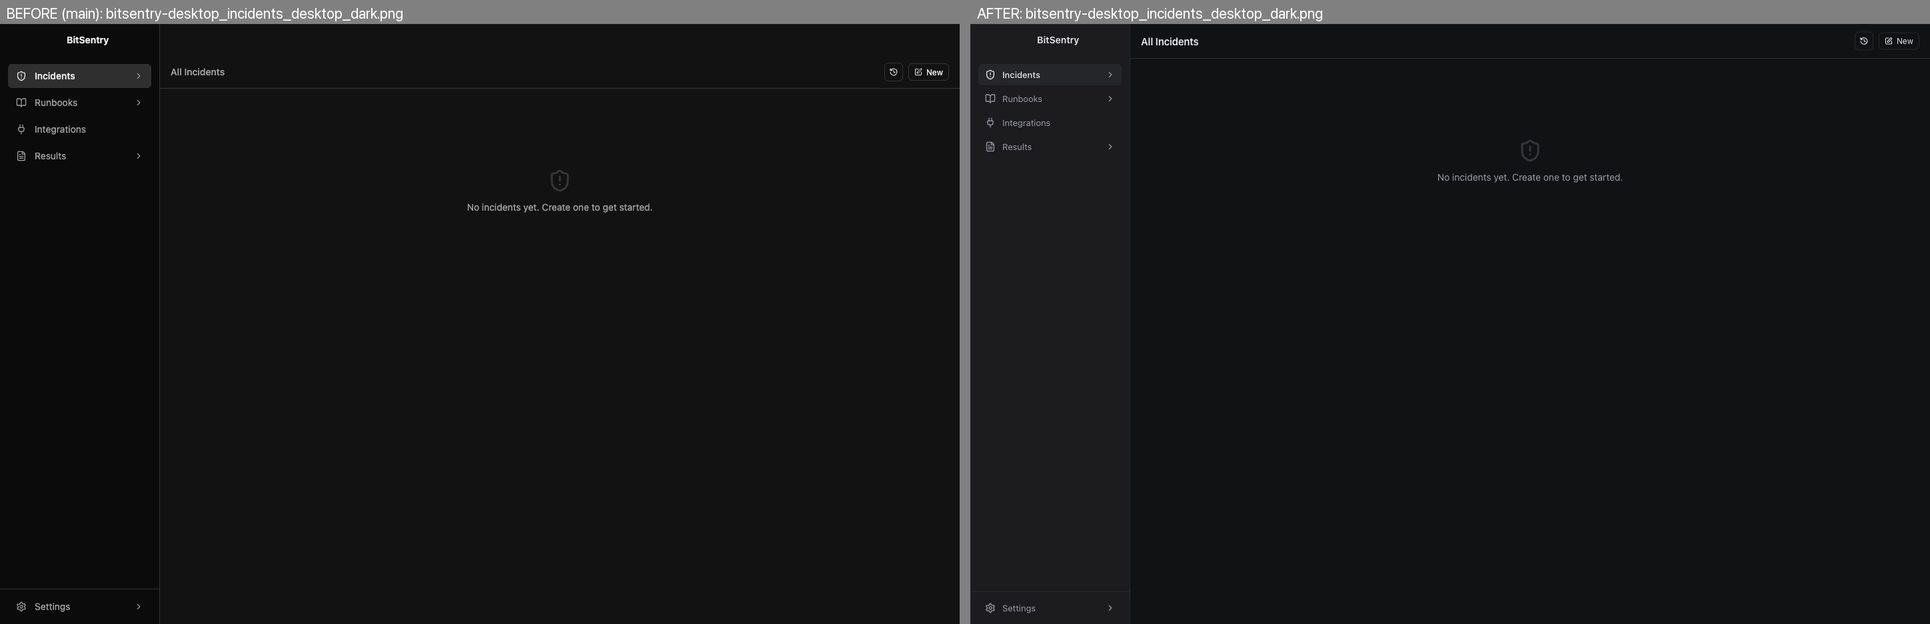 BEFORE (main): bitsentry-desktop_incidents_desktop_dark.png
BitSentry
Incidents
Runbooks
Integrations
Results
Settings
All Incidents
New
No incidents yet. Create one to get started.
AFTER: bitsentry-desktop_incidents_desktop_dark.png
BitSentry
Incidents
Runbooks
Integrations
Results
Settings
All Incidents
New
No incidents yet. Create one to get started.